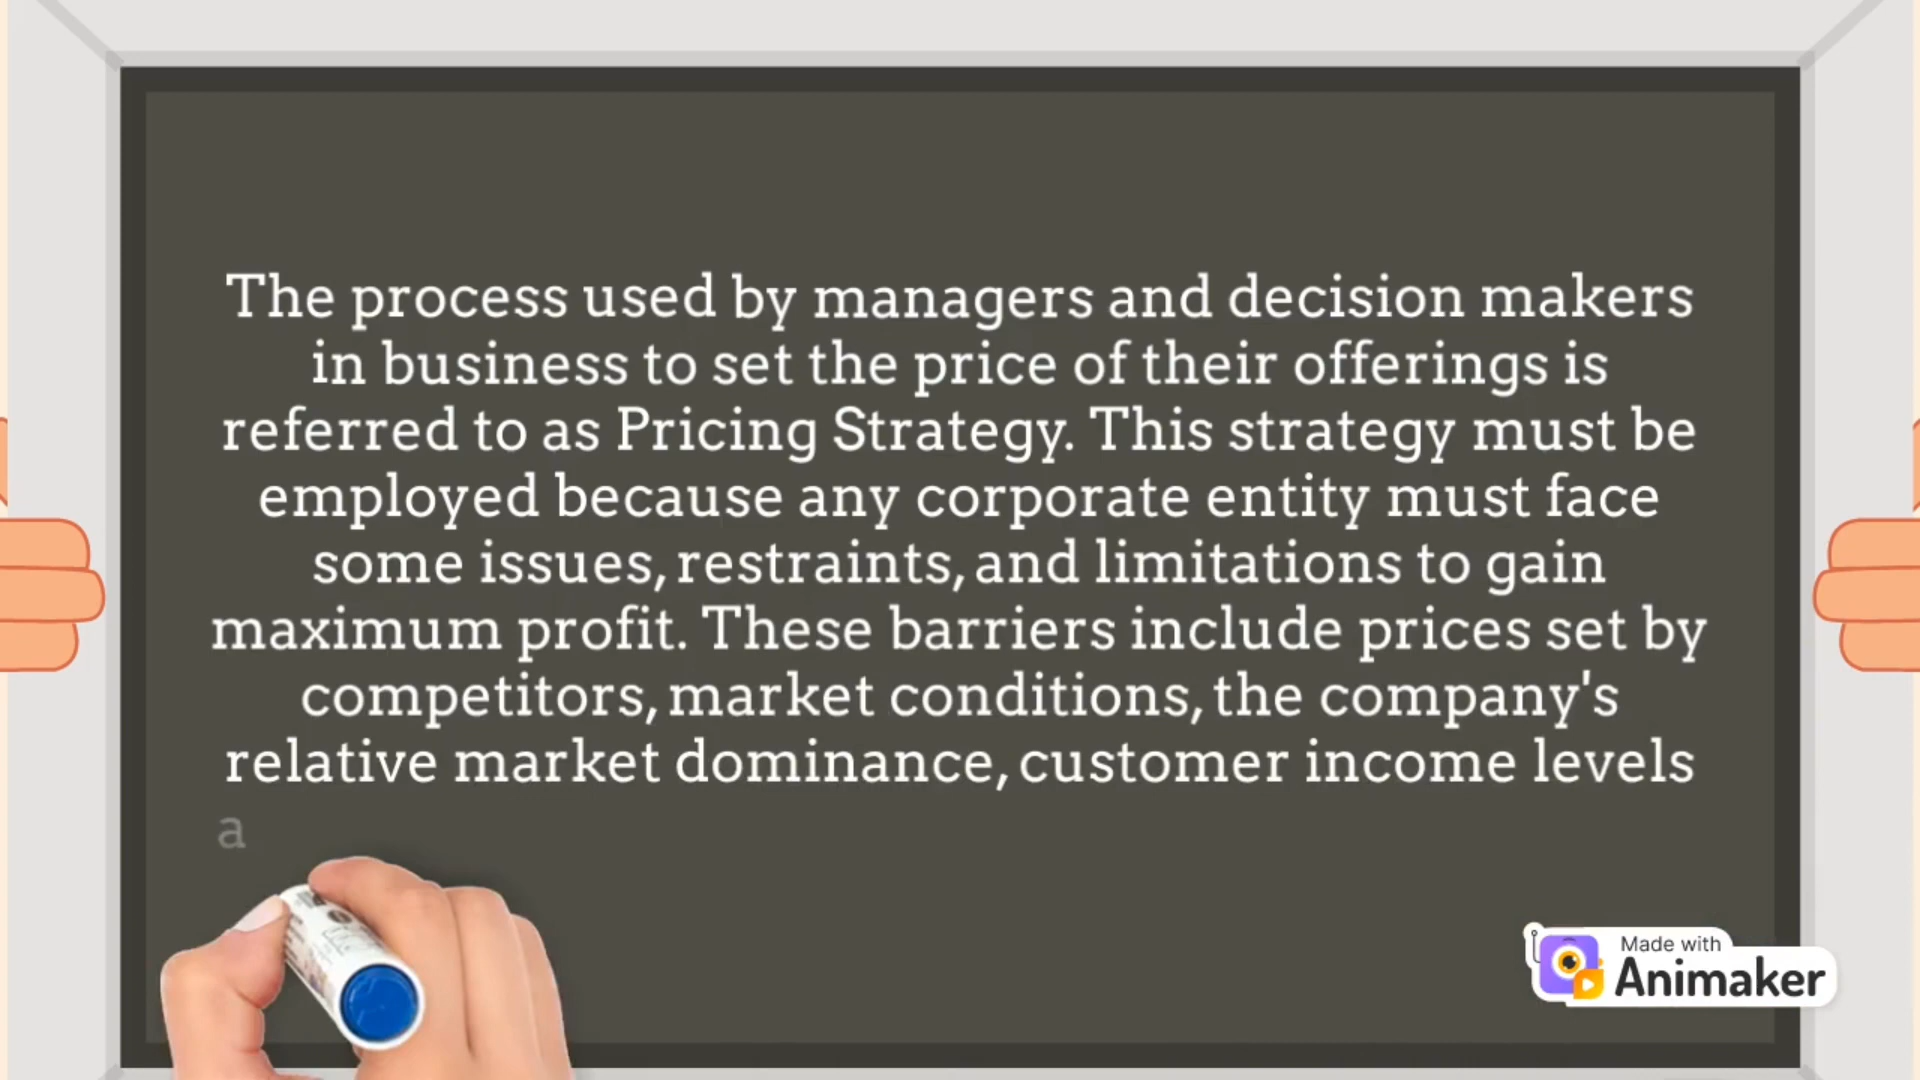 The process used by managers and decision makers
in business to set the price of their offerings is
referred to as Pricing Strategy. This strategy must be
employed because any corporate entity must face
some issues, restraints, and limitations to gain
maximum profit. These barriers include prices set by
competitors, market conditions, the company's
relative market dominance, customer income levels
a
Made with
Animaker